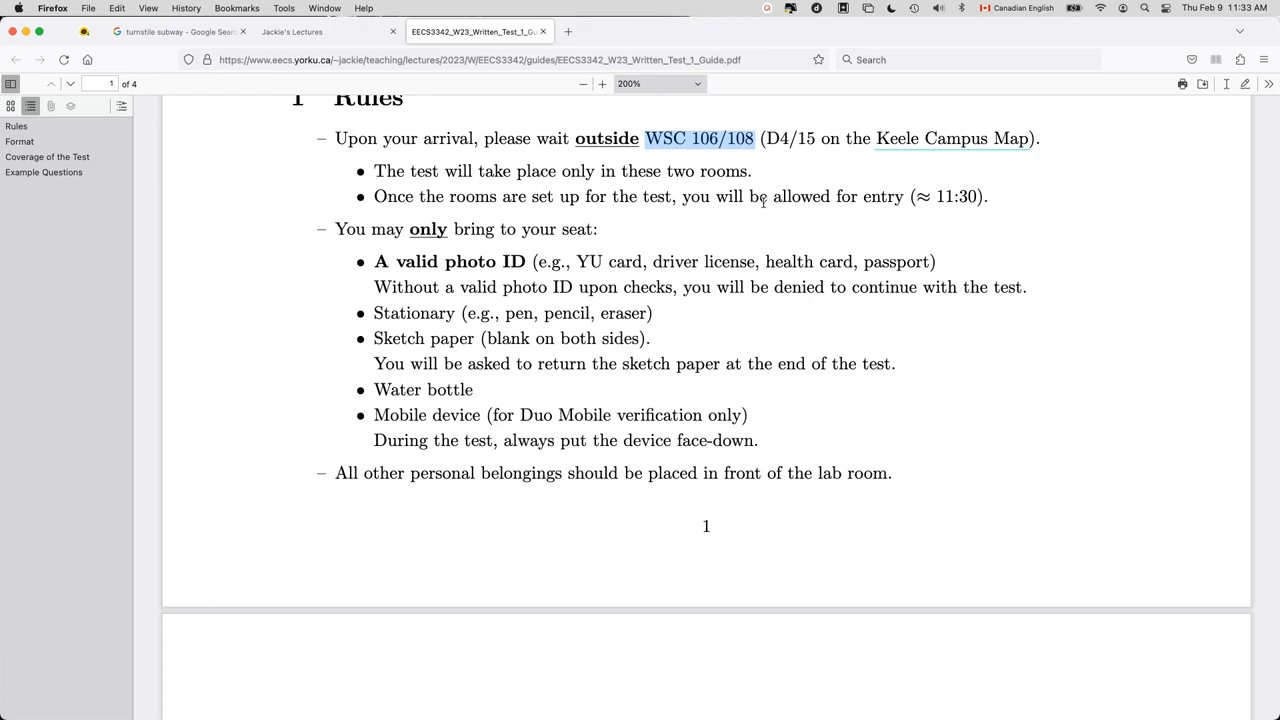 Firefox File Edit View History Bookmarks Tools Window Help Canadian English Thu Feb 9 11:33 AM
turnstile subway - Google Sear Jackie's Lectures EECS3342_W23_Written_Test_1_Gu
https://www.eecs.yorku.ca/~jackie/teaching/lectures/2023/W/EECS3342/guides/EECS3342_W23_Written_Test_1_Guide.pdf Search
1 of 4 200%
Rules
Format
Coverage of the Test
Example Questions
1 Rules
– Upon your arrival, please wait outside WSC 106/108 (D4/15 on the Keele Campus Map).
• The test will take place only in these two rooms.
• Once the rooms are set up for the test, you will be allowed for entry (≈ 11:30).
– You may only bring to your seat:
• A valid photo ID (e.g., YU card, driver license, health card, passport)
Without a valid photo ID upon checks, you will be denied to continue with the test.
• Stationary (e.g., pen, pencil, eraser)
• Sketch paper (blank on both sides).
You will be asked to return the sketch paper at the end of the test.
• Water bottle
• Mobile device (for Duo Mobile verification only)
During the test, always put the device face-down.
– All other personal belongings should be placed in front of the lab room.
1